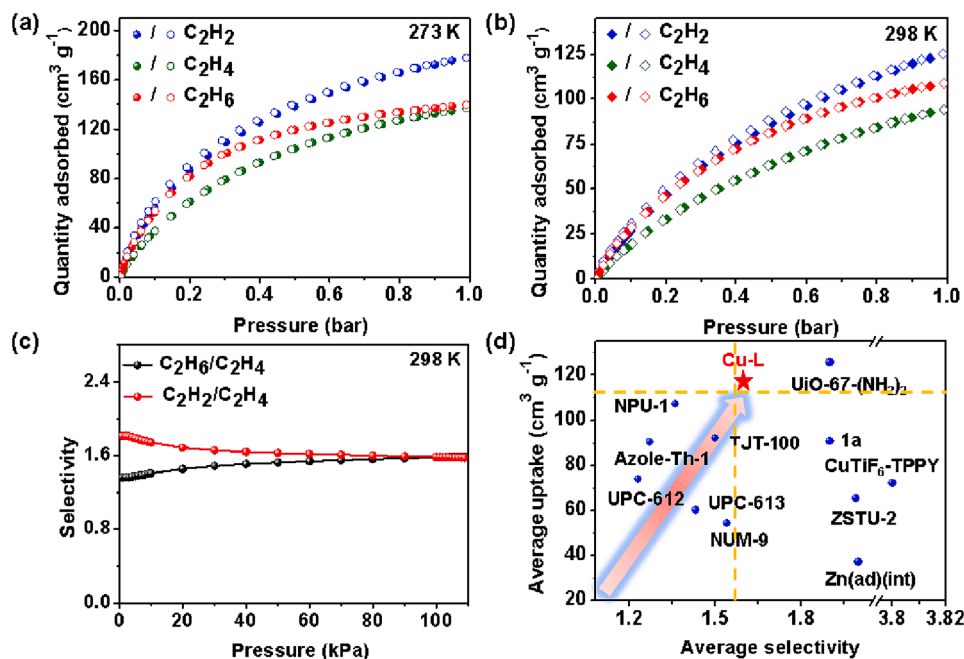 (a)
273 K
/ C2H2
/ C2H4
/ C2H6
Quantity adsorbed (cm³ g⁻¹)
200
160
120
80
40
0
0.0 0.2 0.4 0.6 0.8 1.0
Pressure (bar)
(b)
298 K
/ C2H2
/ C2H4
/ C2H6
Quantity adsorbed (cm³ g⁻¹)
125
100
75
50
25
0
0.0 0.2 0.4 0.6 0.8 1.0
Pressure (bar)
(c)
298 K
C2H6/C2H4
C2H2/C2H4
Selectivity
2.4
1.6
0.8
0.0
0 20 40 60 80 100
Pressure (kPa)
(d)
Cu-L
UiO-67-(NH2)2
NPU-1
TJT-100
1a
Azole-Th-1
CuTiF6-TPPY
UPC-612
UPC-613
ZSTU-2
NUM-9
Zn(ad)(int)
Average uptake (cm³ g⁻¹)
120
100
80
60
40
20
1.2 1.5 1.8 3.8 3.82
Average selectivity